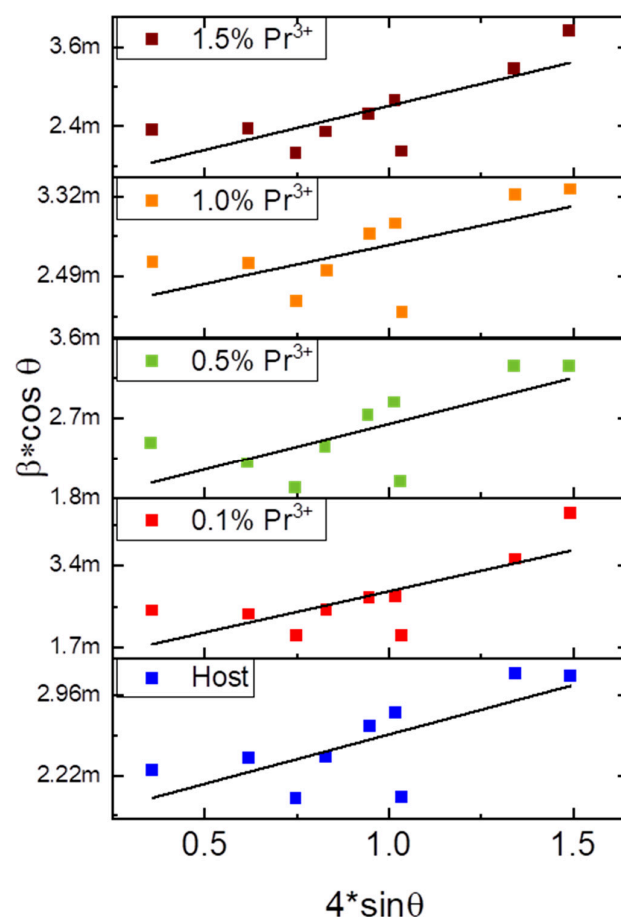 1.5% Pr³⁺
3.6m
2.4m
1.0% Pr³⁺
3.32m
2.49m
3.6m
0.5% Pr³⁺
2.7m
1.8m
0.1% Pr³⁺
3.4m
1.7m
Host
2.96m
2.22m
β*cos θ
0.5 1.0 1.5
4*sinθ